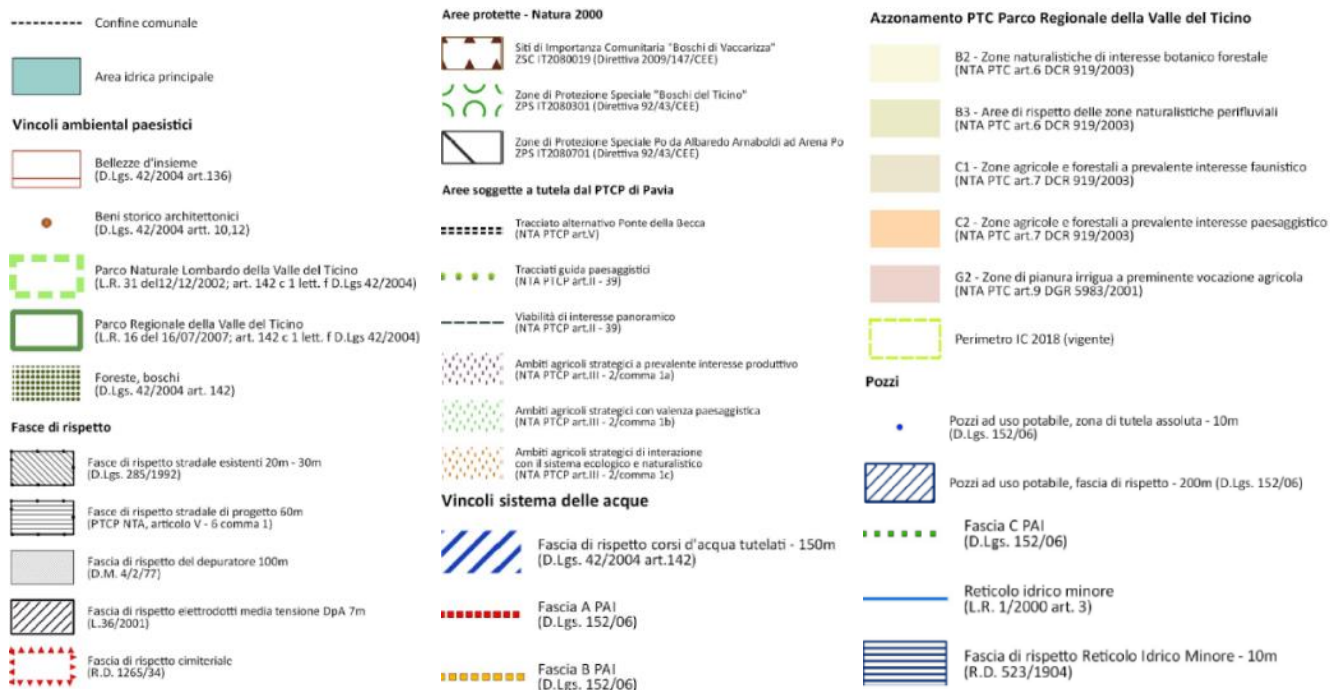 Confine comunale
Area idrica principale
Vincoli ambiental paesistici
Bellezze d'insieme
(D.Lgs. 42/2004 art.136)
Beni storico architettonici
(D.Lgs. 42/2004 artt. 10,12)
Parco Naturale Lombardo della Valle del Ticino
(L.R. 31 del12/12/2002; art. 142 c 1 lett. f D.Lgs 42/2004)
Parco Regionale della Valle del Ticino
(L.R. 16 del 16/07/2007; art. 142 c 1 lett. f D.Lgs 42/2004)
Foreste, boschi
(D.Lgs. 42/2004 art. 142)
Fasce di rispetto
Fasce di rispetto stradale esistenti 20m - 30m
(D.Lgs. 285/1992)
Fasce di rispetto stradale di progetto 60m
(PTCP NTA, articolo V - 6 comma 1)
Fascia di rispetto del depuratore 100m
(D.M. 4/2/77)
Fascia di rispetto elettrodotti media tensione DpA 7m
(L.36/2001)
Fascia di rispetto cimiteriale
(R.D. 1265/34)
Aree protette - Natura 2000
Siti di Importanza Comunitaria "Boschi di Vaccarizza"
ZSC IT2080019 (Direttiva 2009/147/CEE)
Zone di Protezione Speciale "Boschi del Ticino"
ZPS IT2080301 (Direttiva 92/43/CEE)
Zone di Protezione Speciale Po da Albaredo Arnaboldi ad Arena Po
ZPS IT2080701 (Direttiva 92/43/CEE)
Aree soggette a tutela dal PTCP di Pavia
Tracciato alternativo Ponte della Becca
(NTA PTCP art.V)
Tracciati guida paesaggistici
(NTA PTCP art.II - 39)
Viabilità di interesse panoramico
(NTA PTCP art.II - 39)
Ambiti agricoli strategici a prevalente interesse produttivo
(NTA PTCP art.III - 2/comma 1a)
Ambiti agricoli strategici con valenza paesaggistica
(NTA PTCP art.III - 2/comma 1b)
Ambiti agricoli strategici di interazione
con il sistema ecologico e naturalistico
(NTA PTCP art.III - 2/comma 1c)
Vincoli sistema delle acque
Fascia di rispetto corsi d'acqua tutelati - 150m
(D.Lgs. 42/2004 art.142)
Fascia A PAI
(D.Lgs. 152/06)
Fascia B PAI
(D.Lgs. 152/06)
Azzonamento PTC Parco Regionale della Valle del Ticino
B2 - Zone naturalistiche di interesse botanico forestale
(NTA PTC art.6 DCR 919/2003)
B3 - Aree di rispetto delle zone naturalistiche perifluviali
(NTA PTC art.6 DCR 919/2003)
C1 - Zone agricole e forestali a prevalente interesse faunistico
(NTA PTC art.7 DCR 919/2003)
C2 - Zone agricole e forestali a prevalente interesse paesaggistico
(NTA PTC art.7 DCR 919/2003)
G2 - Zone di pianura irrigua a preminente vocazione agricola
(NTA PTC art.9 DGR 5983/2001)
Perimetro IC 2018 (vigente)
Pozzi
Pozzi ad uso potabile, zona di tutela assoluta - 10m
(D.Lgs. 152/06)
Pozzi ad uso potabile, fascia di rispetto - 200m (D.Lgs. 152/06)
Fascia C PAI
(D.Lgs. 152/06)
Reticolo idrico minore
(L.R. 1/2000 art. 3)
Fascia di rispetto Reticolo Idrico Minore - 10m
(R.D. 523/1904)